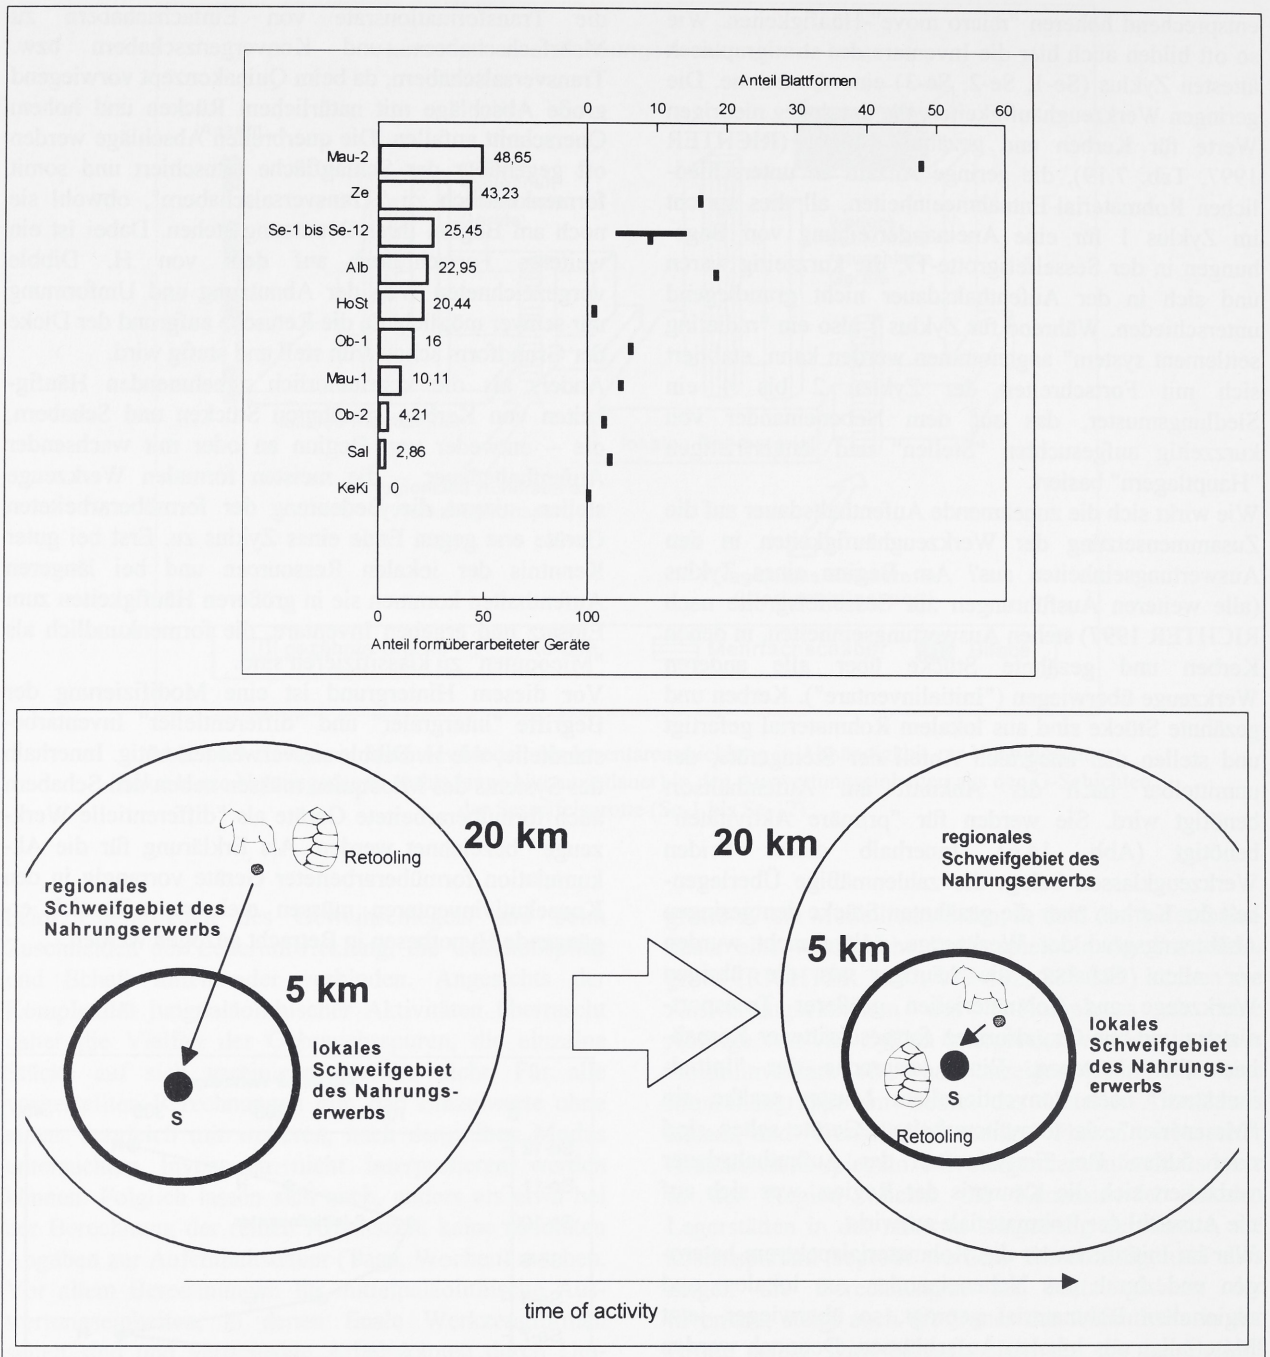 Anteil Blattformen
0 10 20 30 40 50 60
Mau-2 48,65
Ze 43,23
Se-1 bis Se-12 25,45
Alb 22,95
HoSt 20,44
Ob-1 16
Mau-1 10,11
Ob-2 4,21
Sal 2,86
KeKi 0
0 50 100
Anteil formüberarbeiteter Geräte
20 km
Retooling
regionales
Schweifgebiet des
Nahrungserwerbs
5 km
lokales
Schweifgebiet
des Nahrungs-
erwerbs
S
20 km
regionales
Schweifgebiet des
Nahrungserwerbs
5 km
lokales
Schweifgebiet
des Nahrungs-
erwerbs
S
Retooling
time of activity